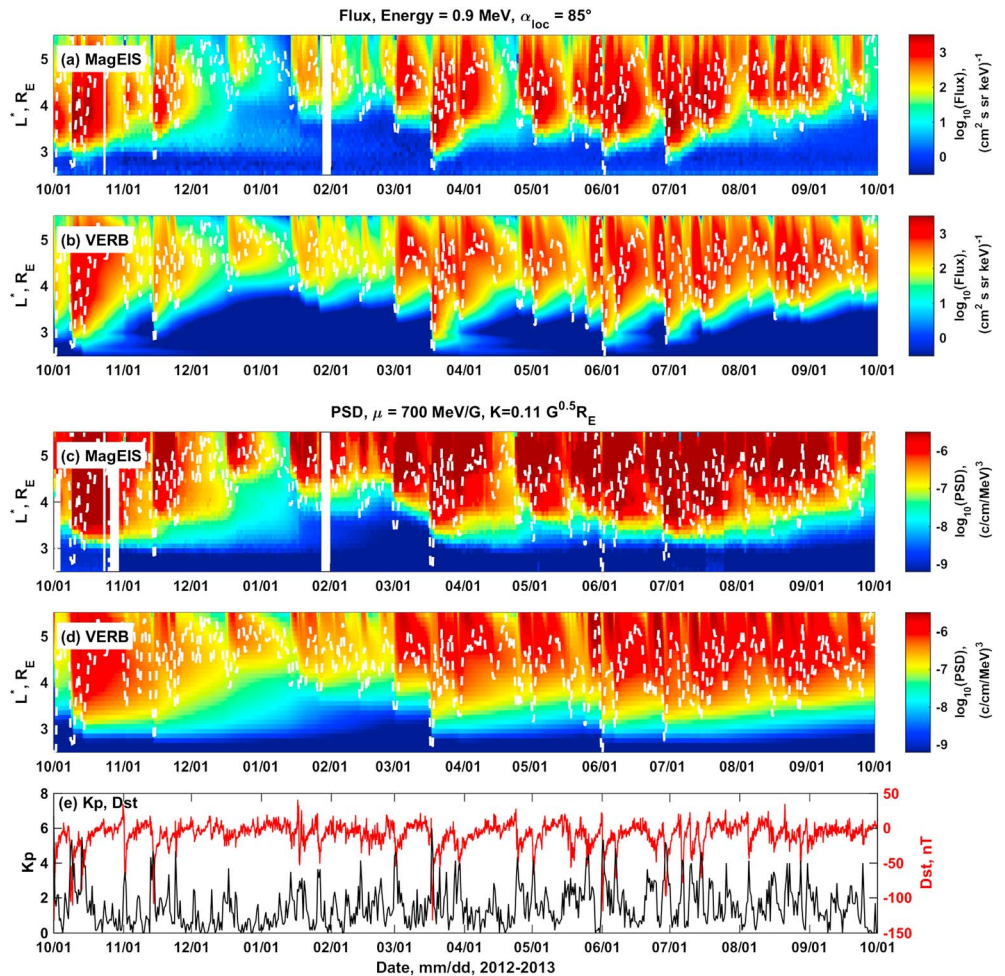 Flux, Energy = 0.9 MeV, α_loc = 85°
(a) MagEIS
L*, R_E
5
4
3
10/01 11/01 12/01 01/01 02/01 03/01 04/01 05/01 06/01 07/01 08/01 09/01 10/01
3
2
1
0
log₁₀(Flux),
(cm² s sr keV)⁻¹
(b) VERB
L*, R_E
5
4
3
10/01 11/01 12/01 01/01 02/01 03/01 04/01 05/01 06/01 07/01 08/01 09/01 10/01
3
2
1
0
log₁₀(Flux),
(cm² s sr keV)⁻¹
PSD, μ = 700 MeV/G, K=0.11 G^0.5 R_E
(c) MagEIS
L*, R_E
5
4
3
10/01 11/01 12/01 01/01 02/01 03/01 04/01 05/01 06/01 07/01 08/01 09/01 10/01
-6
-7
-8
-9
log₁₀(PSD),
(c/cm/MeV)³
(d) VERB
L*, R_E
5
4
3
10/01 11/01 12/01 01/01 02/01 03/01 04/01 05/01 06/01 07/01 08/01 09/01 10/01
-6
-7
-8
-9
log₁₀(PSD),
(c/cm/MeV)³
(e) Kp, Dst
Kp
8
6
4
2
0
50
0
-50
-100
-150
Dst, nT
10/01 11/01 12/01 01/01 02/01 03/01 04/01 05/01 06/01 07/01 08/01 09/01 10/01
Date, mm/dd, 2012-2013